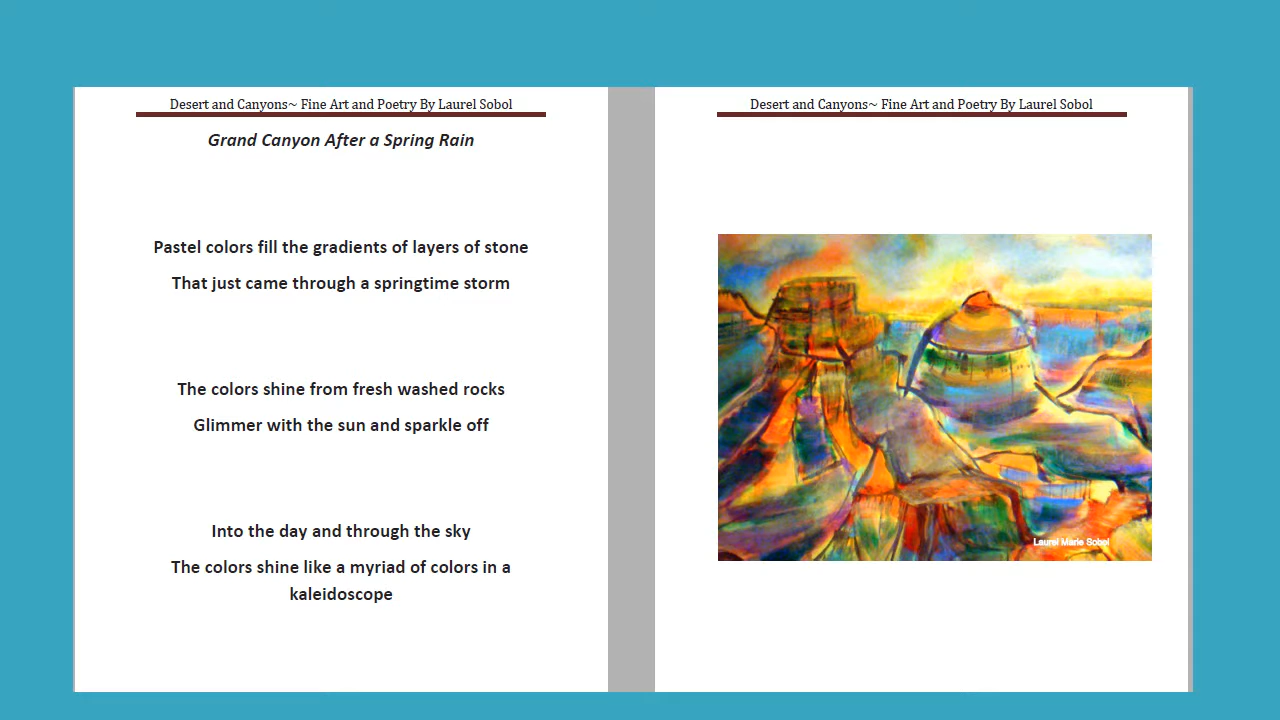 Desert and Canyons~ Fine Art and Poetry By Laurel Sobol
Grand Canyon After a Spring Rain
Pastel colors fill the gradients of layers of stone
That just came through a springtime storm
The colors shine from fresh washed rocks
Glimmer with the sun and sparkle off
Into the day and through the sky
The colors shine like a myriad of colors in a
kaleidoscope
Desert and Canyons~ Fine Art and Poetry By Laurel Sobol
Laurel Marie Sobol